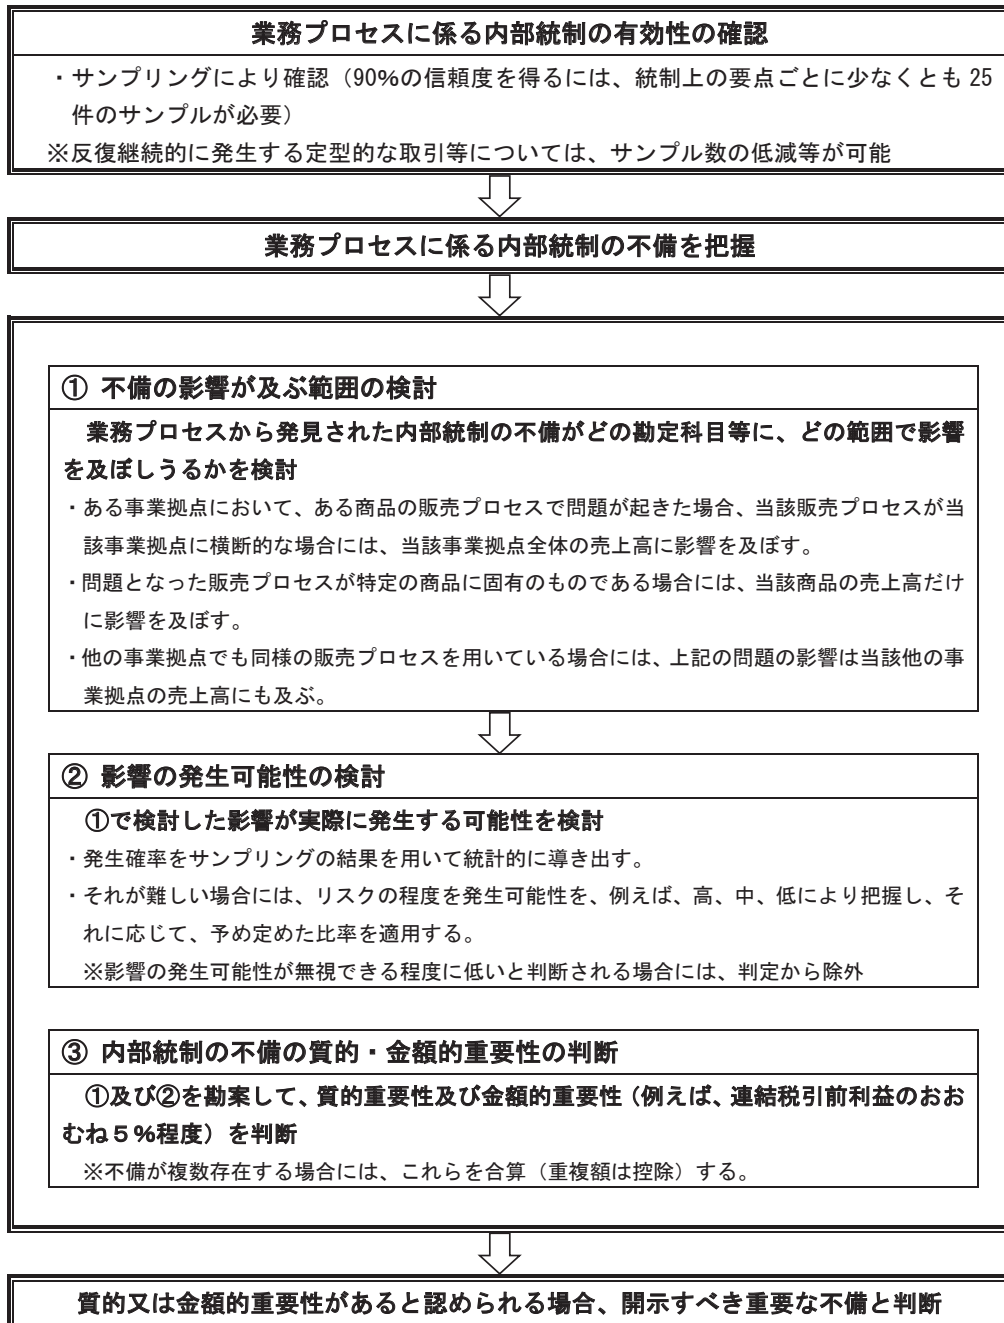 業務プロセスに係る内部統制の有効性の確認
・サンプリングにより確認（90%の信頼度を得るには、統制上の要点ごとに少なくとも 25
件のサンプルが必要）
※反復継続的に発生する定型的な取引等については、サンプル数の低減等が可能
業務プロセスに係る内部統制の不備を把握
① 不備の影響が及ぶ範囲の検討
業務プロセスから発見された内部統制の不備がどの勘定科目等に、どの範囲で影響
を及ぼしうるかを検討
・ある事業拠点において、ある商品の販売プロセスで問題が起きた場合、当該販売プロセスが当
該事業拠点に横断的な場合には、当該事業拠点全体の売上高に影響を及ぼす。
・問題となった販売プロセスが特定の商品に固有のものである場合には、当該商品の売上高だけ
に影響を及ぼす。
・他の事業拠点でも同様の販売プロセスを用いている場合には、上記の問題の影響は当該他の事
業拠点の売上高にも及ぶ。
② 影響の発生可能性の検討
①で検討した影響が実際に発生する可能性を検討
・発生確率をサンプリングの結果を用いて統計的に導き出す。
・それが難しい場合には、リスクの程度を発生可能性を、例えば、高、中、低により把握し、そ
れに応じて、予め定めた比率を適用する。
※影響の発生可能性が無視できる程度に低いと判断される場合には、判定から除外
③ 内部統制の不備の質的・金額的重要性の判断
①及び②を勘案して、質的重要性及び金額的重要性（例えば、連結税引前利益のおお
むね５%程度）を判断
※不備が複数存在する場合には、これらを合算（重複額は控除）する。
質的又は金額的重要性があると認められる場合、開示すべき重要な不備と判断